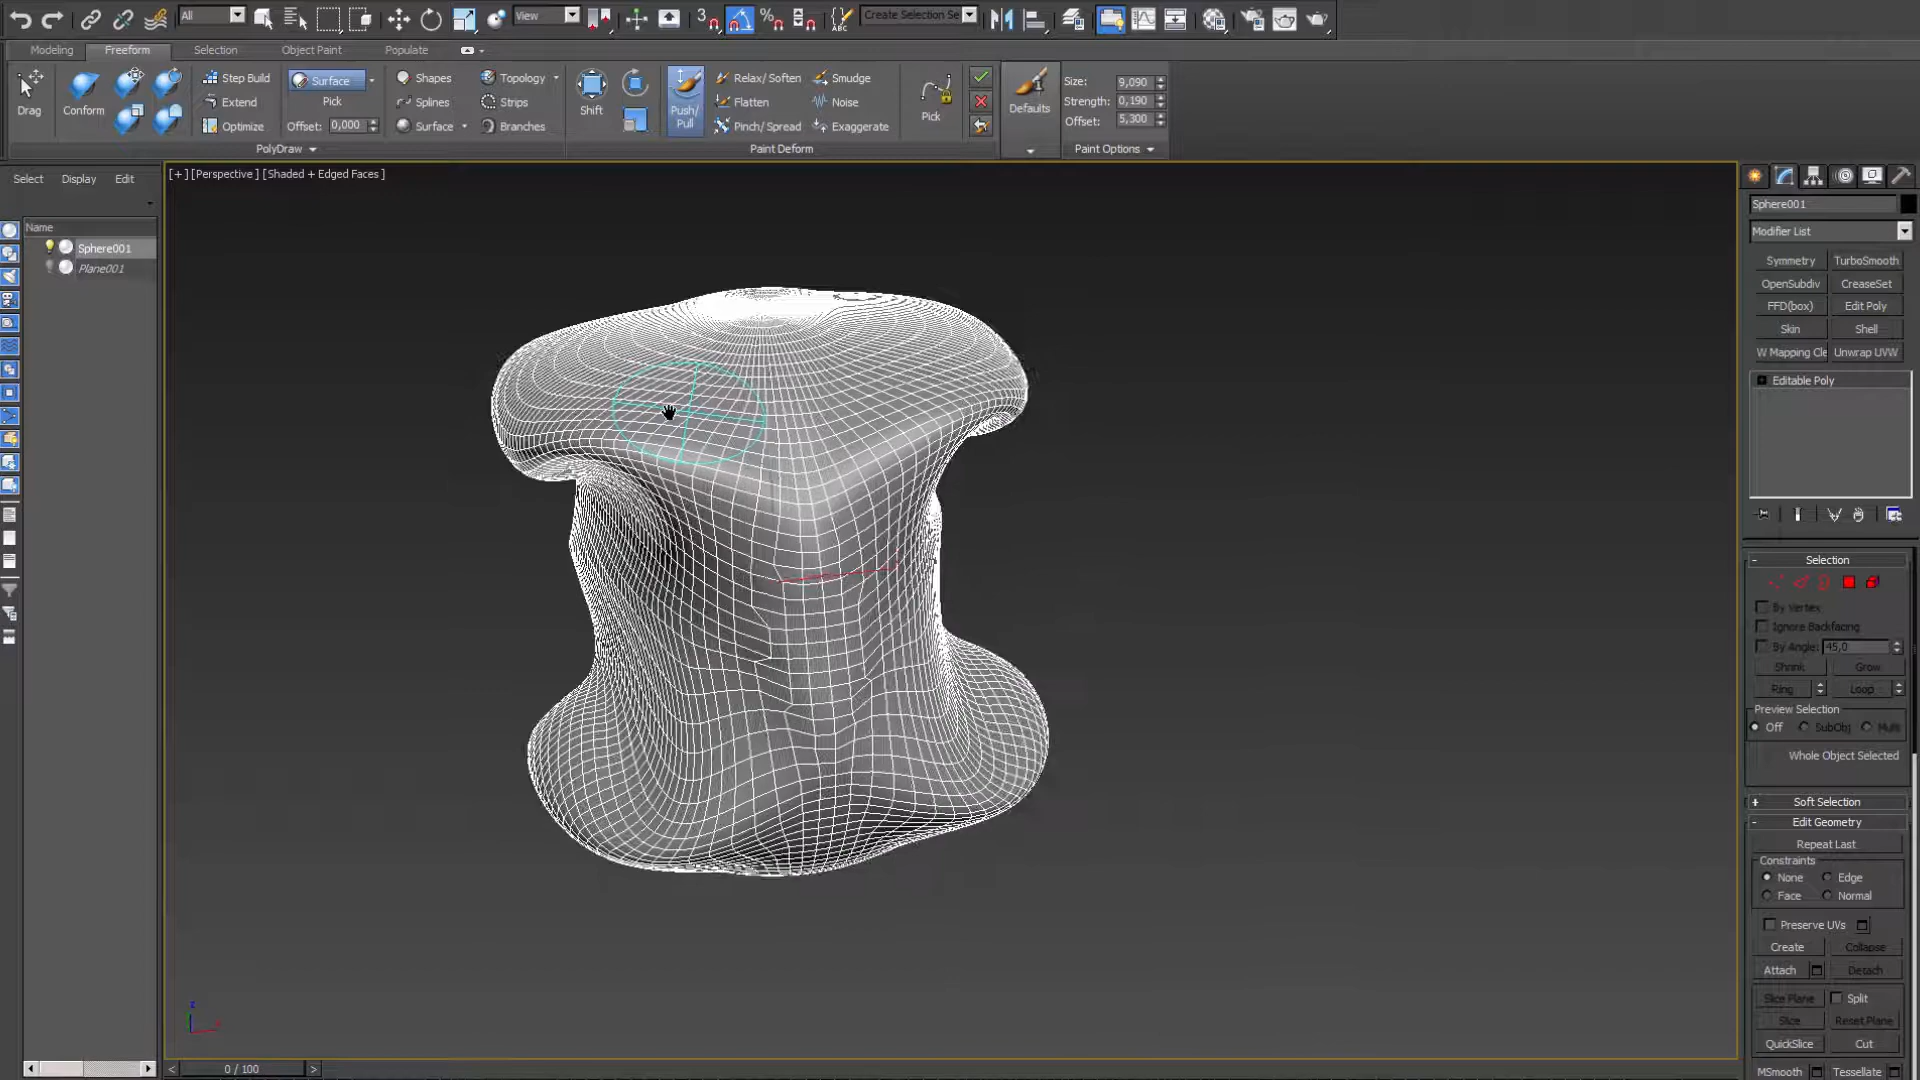 All
View
Create Selection Se
Modeling
Freeform
Selection
Object Paint
Populate
Drag
Conform
Step Build
Extend
Optimize
Surface
Pick
Offset: 0,000
Shapes
Splines
Surface
Topology
Strips
Branches
PolyDraw
Shift
Push/
Pull
Relax/ Soften
Flatten
Pinch/ Spread
Smudge
Noise
Exaggerate
Paint Deform
Pick
Defaults
Size: 9,090
Strength: 0,190
Offset: 5,300
Paint Options
Select Display Edit
Name
Sphere001
Plane001
[+] [Perspective] [Shaded + Edged Faces]
Sphere001
Modifier List
Symmetry TurboSmooth
OpenSubdiv CreaseSet
FFD(box) Edit Poly
Skin Shell
W Mapping Cle Unwrap UVW
Editable Poly
- Selection
By Vertex
Ignore Backfacing
By Angle: 45,0
Shrink Grow
Ring Loop
Preview Selection
Off SubObj Multi
Whole Object Selected
+ Soft Selection
- Edit Geometry
Repeat Last
Constraints
None Edge
Face Normal
Preserve UVs
Create Collapse
Attach Detach
Slice Plane Split
Slice Reset Plane
QuickSlice Cut
MSmooth Tessellate
< 0 / 100 >